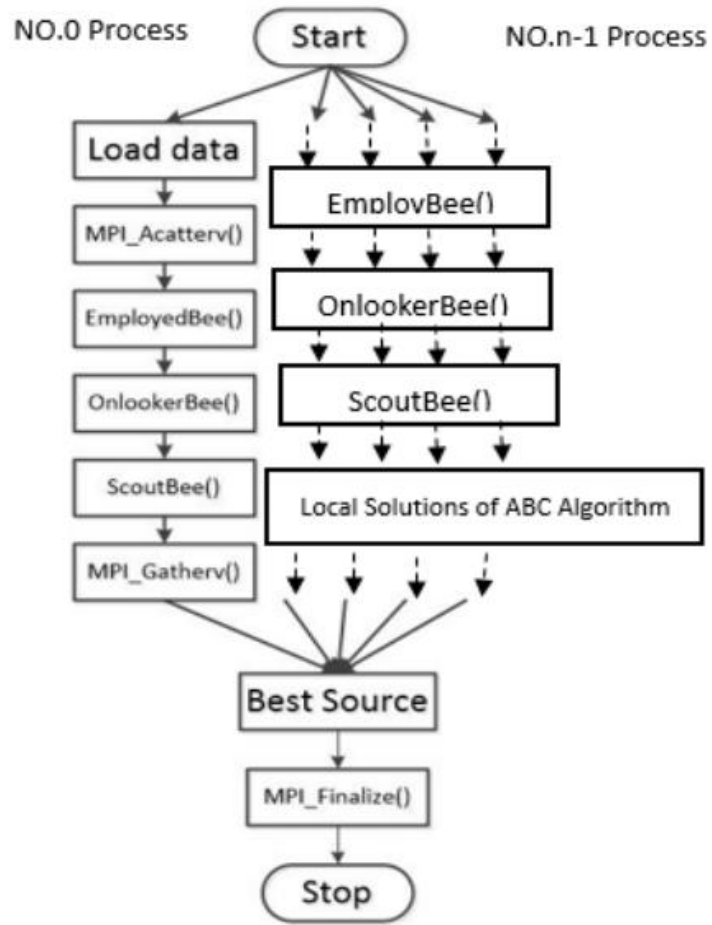 NO.0 Process
Start
NO.n-1 Process
Load data
MPI_Acatterv()
EmployedBee()
OnlookerBee()
ScoutBee()
MPI_Gatherv()
EmployBee()
OnlookerBee()
ScoutBee()
Local Solutions of ABC Algorithm
Best Source
MPI_Finalize()
Stop